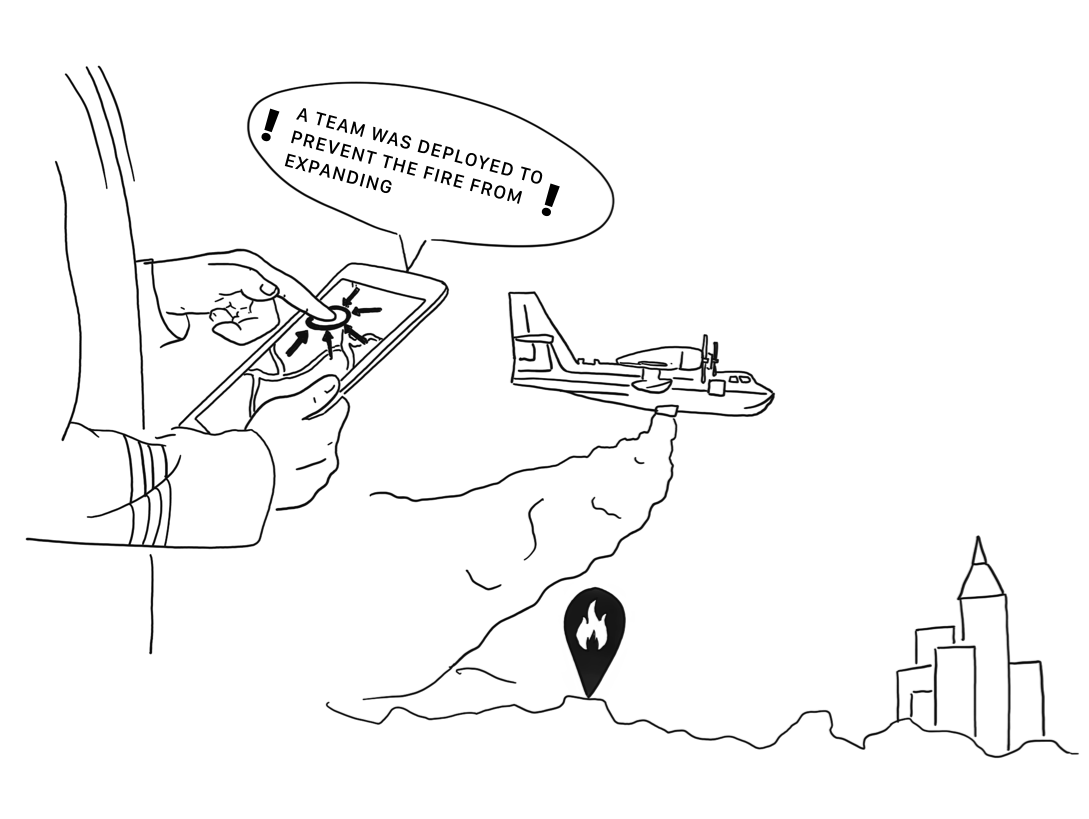 ! A TEAM WAS DEPLOYED TO
PREVENT THE FIRE FROM
EXPANDING !